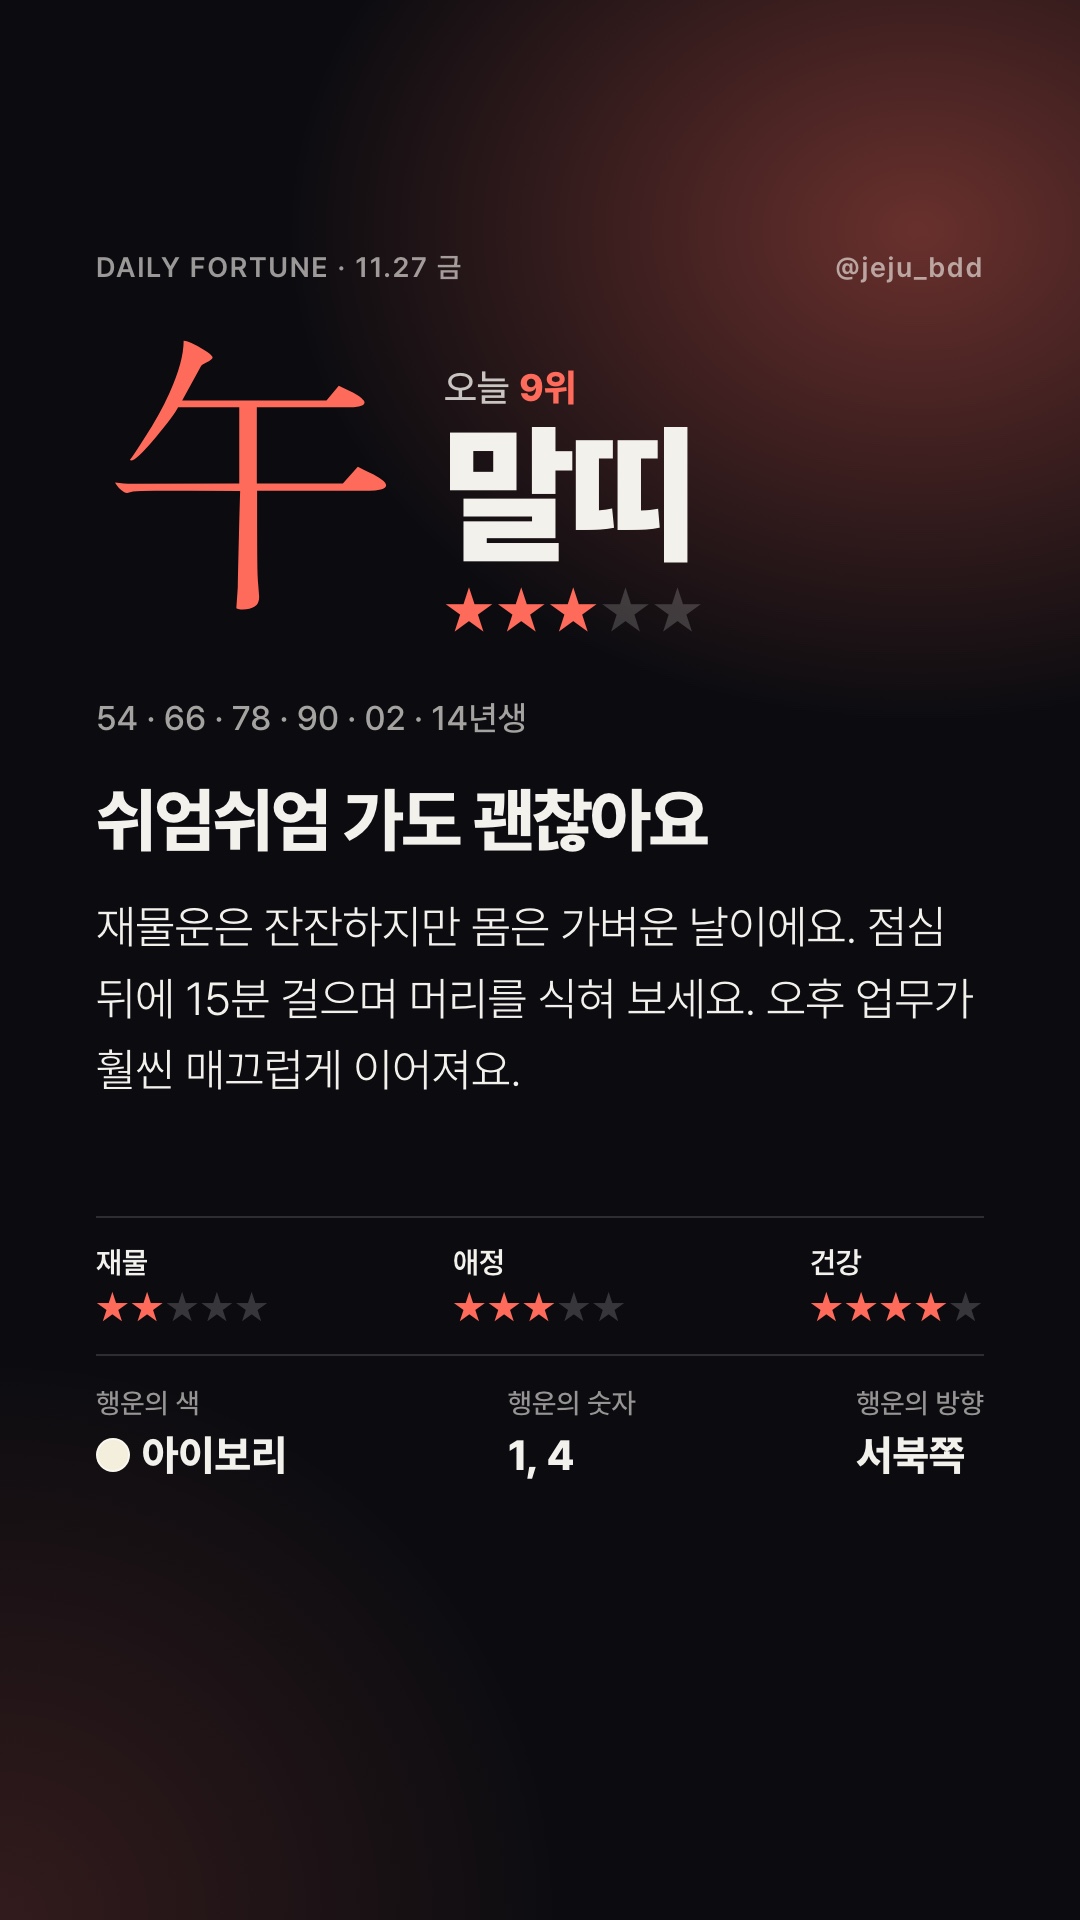 DAILY FORTUNE · 11.27 금
@jeju_bdd
午
오늘 9위
말띠
★★★★★
54 · 66 · 78 · 90 · 02 · 14년생
쉬엄쉬엄 가도 괜찮아요
재물운은 잔잔하지만 몸은 가벼운 날이에요. 점심
뒤에 15분 걸으며 머리를 식혀 보세요. 오후 업무가
훨씬 매끄럽게 이어져요.
재물 애정 건강
★★★★★ ★★★★★ ★★★★★
행운의 색 행운의 숫자 행운의 방향
아이보리 1, 4 서북쪽